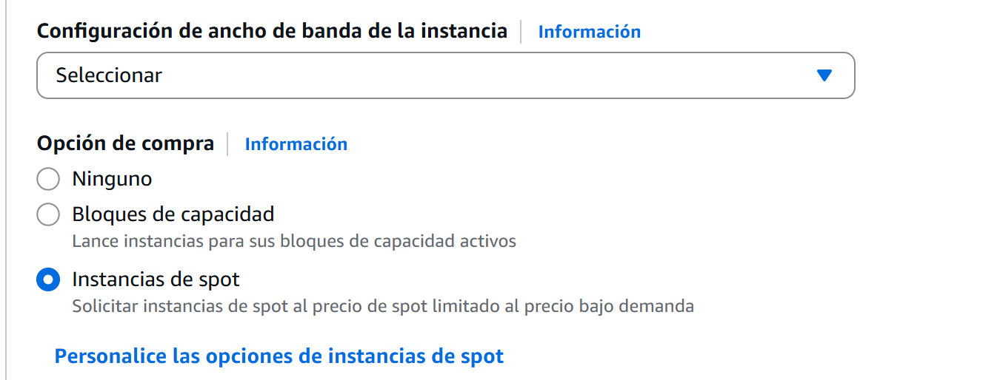 Configuración de ancho de banda de la instancia Información
Seleccionar
Opción de compra Información
Ninguno
Bloques de capacidad
Lance instancias para sus bloques de capacidad activos
Instancias de spot
Solicitar instancias de spot al precio de spot limitado al precio bajo demanda
Personalice las opciones de instancias de spot